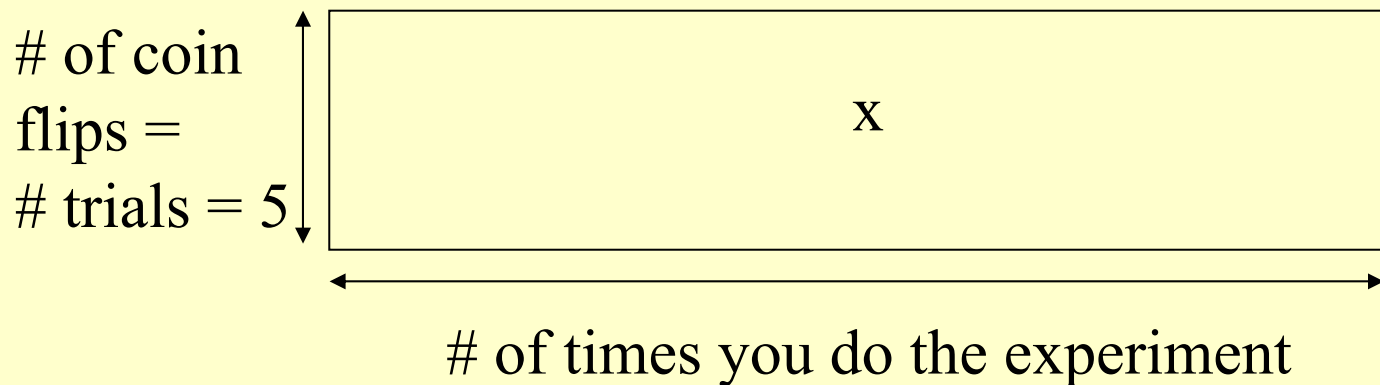 # of coin
flips =
# trials = 5
x
# of times you do the experiment